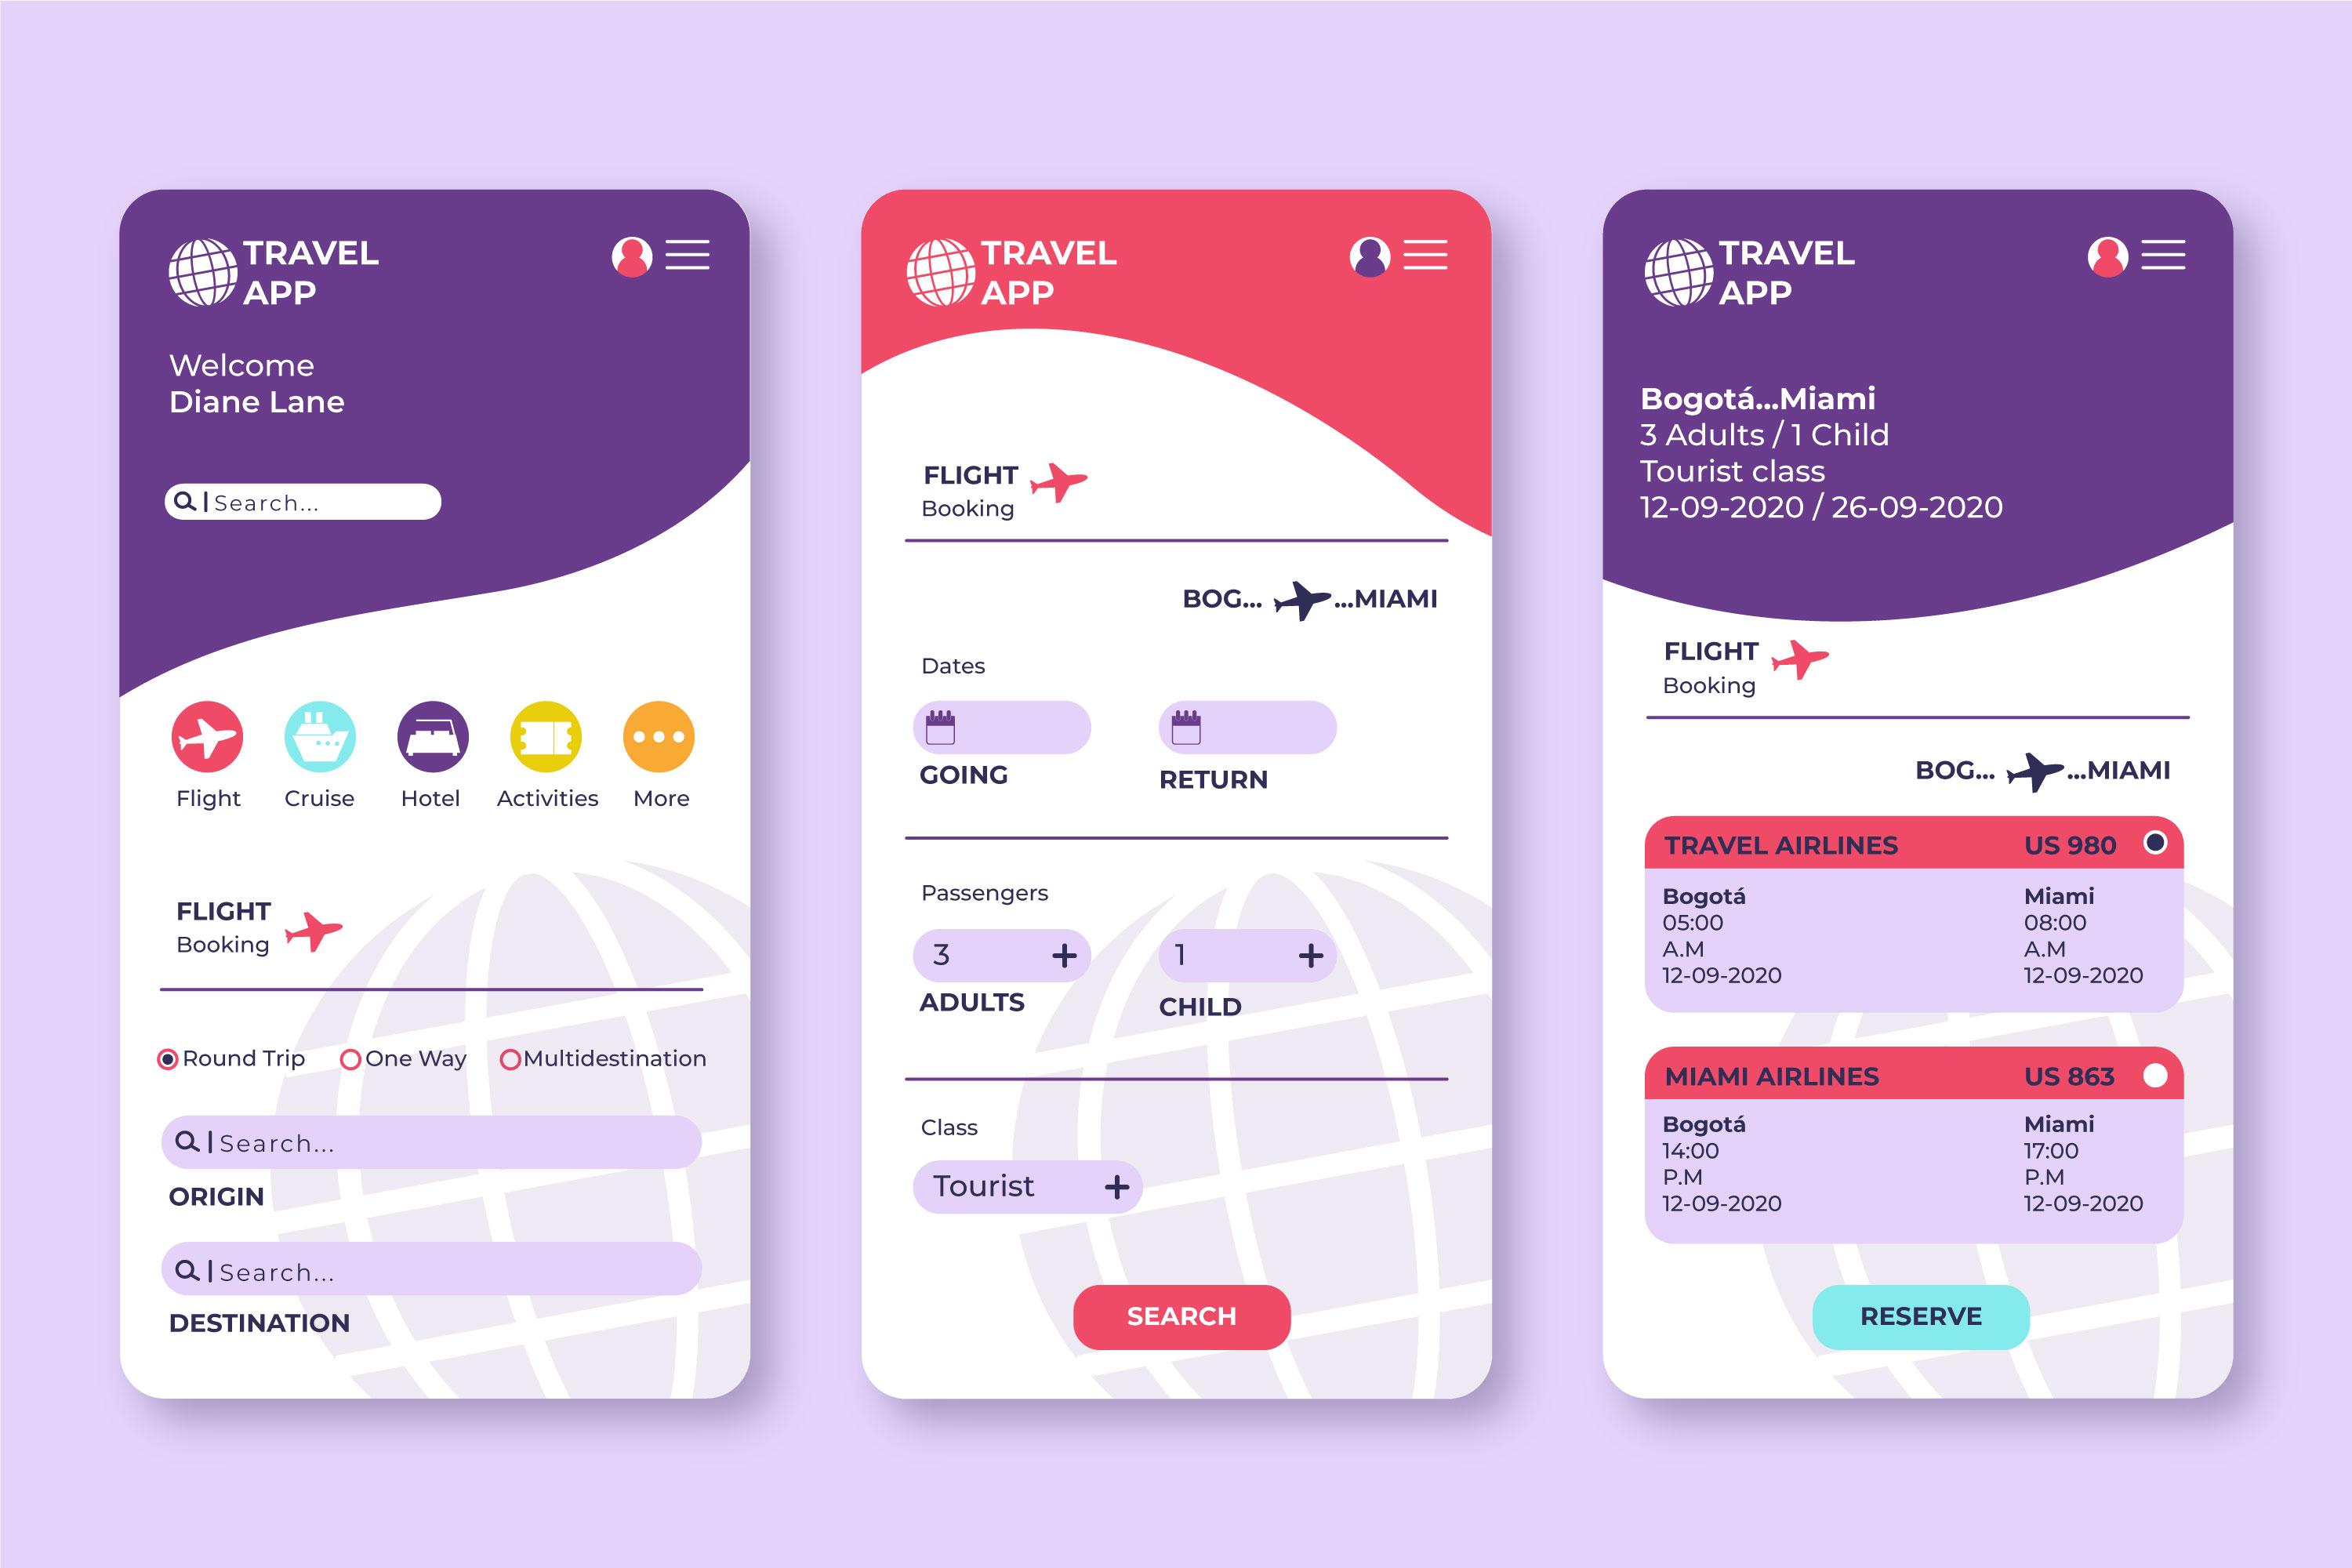 TRAVEL
APP
Welcome
Diane Lane
Search...
Flight Cruise Hotel Activities More
FLIGHT
Booking
Round Trip One Way Multidestination
Search...
ORIGIN
Search...
DESTINATION
TRAVEL
APP
FLIGHT
Booking
BOG... ...MIAMI
Dates
GOING RETURN
Passengers
3 + 1 +
ADULTS CHILD
Class
Tourist +
SEARCH
TRAVEL
APP
Bogotá...Miami
3 Adults / 1 Child
Tourist class
12-09-2020 / 26-09-2020
FLIGHT
Booking
BOG... ...MIAMI
TRAVEL AIRLINES US 980
Bogotá Miami
05:00 08:00
A.M A.M
12-09-2020 12-09-2020
MIAMI AIRLINES US 863
Bogotá Miami
14:00 17:00
P.M P.M
12-09-2020 12-09-2020
RESERVE